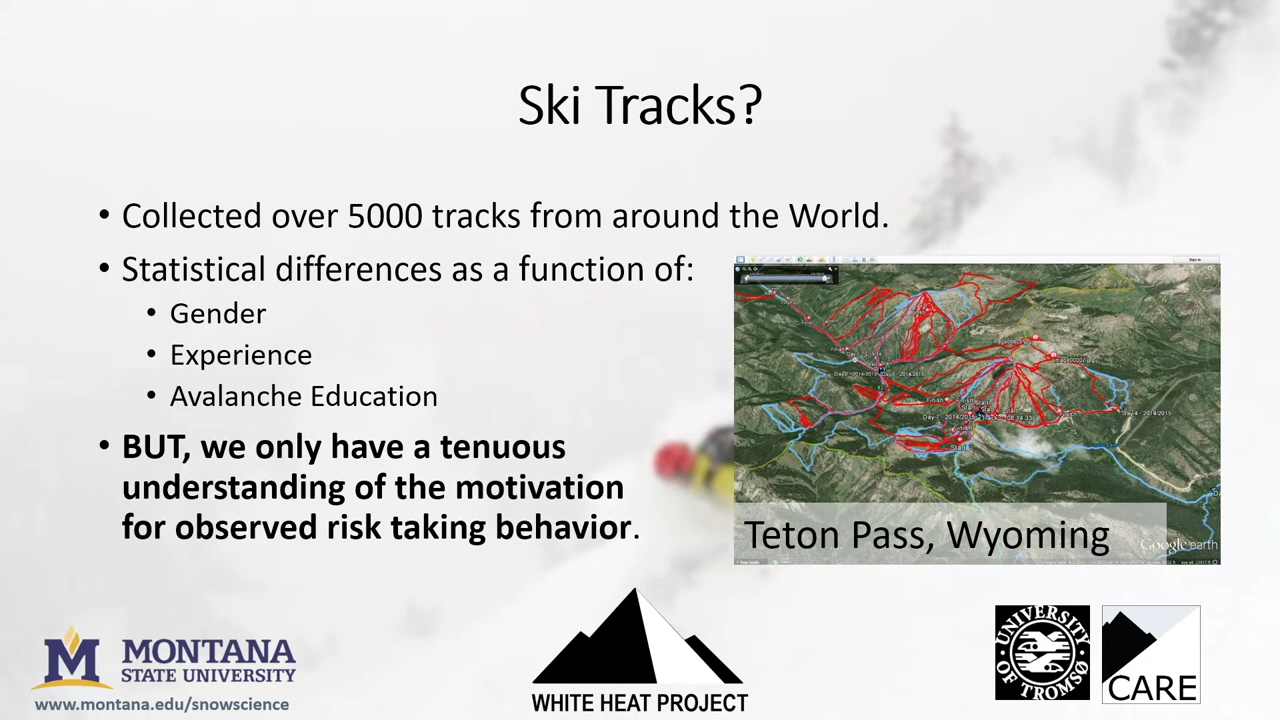 Ski Tracks?
• Collected over 5000 tracks from around the World.
• Statistical differences as a function of:
• Gender
• Experience
• Avalanche Education
• BUT, we only have a tenuous
understanding of the motivation
for observed risk taking behavior.
Teton Pass, Wyoming
Google earth
MONTANA
STATE UNIVERSITY
www.montana.edu/snowscience
WHITE HEAT PROJECT
UNIVERSITY
OF TROMSØ
CARE